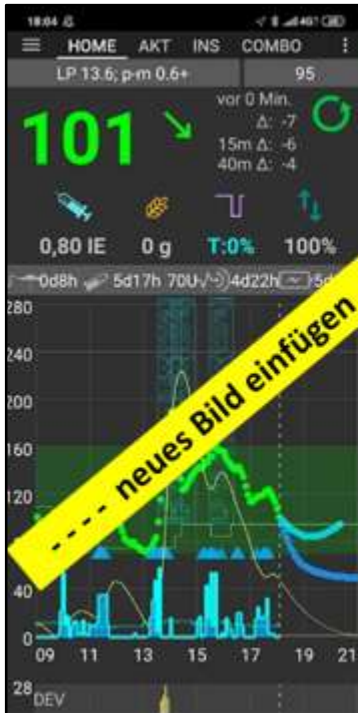 18:04
HOME AKT INS COMBO
LP 13.6; p-m 0.6+ 95
101
vor 0 Min.
Δ: -7
15m Δ: -6
40m Δ: -4
0,80 IE 0 g T:0% 100%
0d8h 5d17h 70U 4d22h 5d
280
240
200
160
120
40
0
09 11 13 15 17 19 21
- - - - neues Bild einfügen
28
DEV